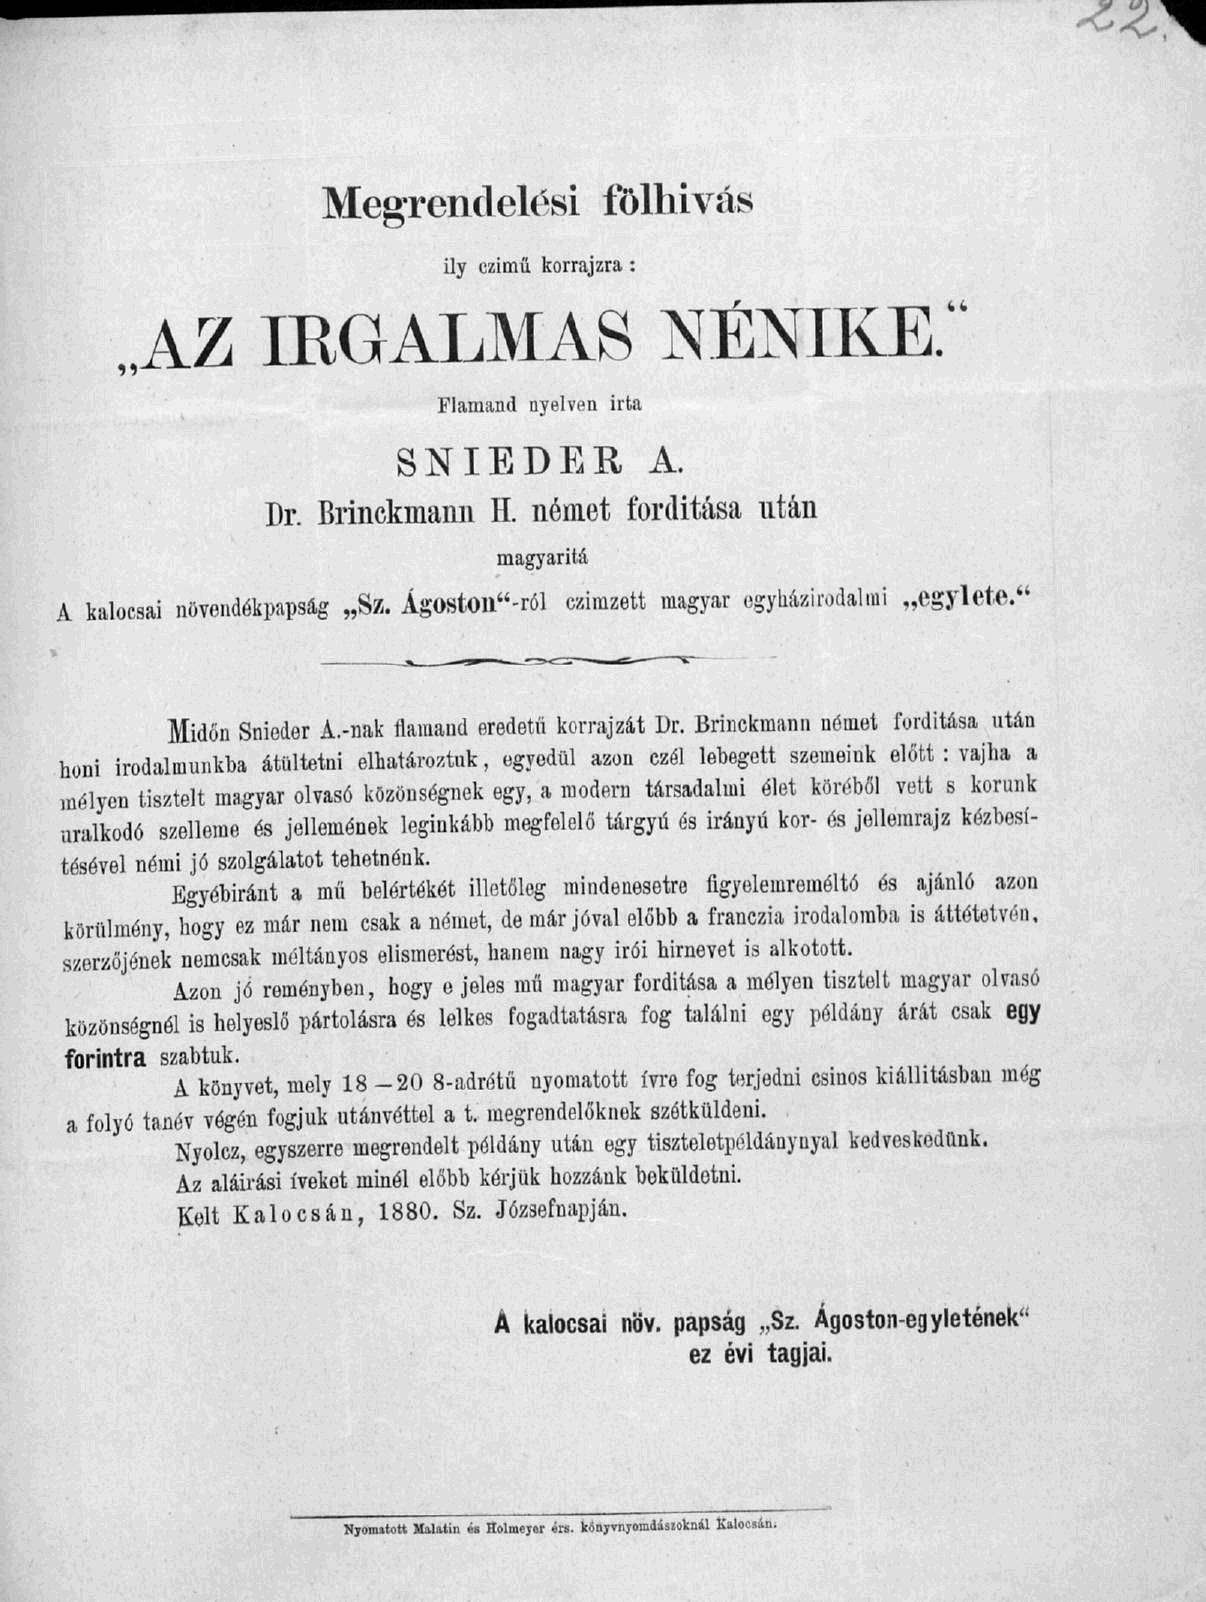 22.
Megrendelési fölhivás
ily czimű korrajzra :
„AZ IRGALMAS NÉNIKE.“
Flamand nyelven irta
SNIEDER A.
Dr. Brinckmann H. német forditása után
magyaritá
A kalocsai növendékpapság „Sz. Ágoston“-ról czimzett magyar egyházirodalmi „egylete.“
Midőn Snieder A.-nak flamand eredetű korrajzát Dr. Brinckmann német forditása után
honi irodalmunkba átültetni elhatároztuk, egyedül azon czél lebegett szemeink előtt : vajha a
mélyen tisztelt magyar olvasó közönségnek egy, a modern társadalmi élet köréből vett s korunk
uralkodó szelleme és jellemének leginkább megfelelő tárgyú és irányú kor- és jellemrajz kézbesí-
tésével némi jó szolgálatot tehetnénk.
Egyébiránt a mű belértékét illetőleg mindenesetre figyelemreméltó és ajánló azon
körülmény, hogy ez már nem csak a német, de már jóval előbb a franczia irodalomba is áttétetvén,
szerzőjének nemcsak méltányos elismerést, hanem nagy irói hirnevet is alkotott.
Azon jó reményben, hogy e jeles mű magyar forditása a mélyen tisztelt magyar olvasó
közönségnél is helyeslő pártolásra és lelkes fogadtatásra fog találni egy példány árát csak egy
forintra szabtuk.
A könyvet, mely 18 — 20 8-adrétű nyomatott ívre fog terjedni csinos kiállitásban még
a folyó tanév végén fogjuk utánvéttel a t. megrendelőknek szétküldeni.
Nyolcz, egyszerre megrendelt példány után egy tiszteletpéldánynyal kedveskedünk.
Az aláirási íveket minél előbb kérjük hozzánk beküldetni.
Kelt Kalocsán, 1880. Sz. Józsefnapján.
A kalocsai növ. papság „Sz. Ágoston-egyletének“
ez évi tagjai.
Nyomatott Malatin és Holmeyer érs. könyvnyomdászoknál Kalocsán.